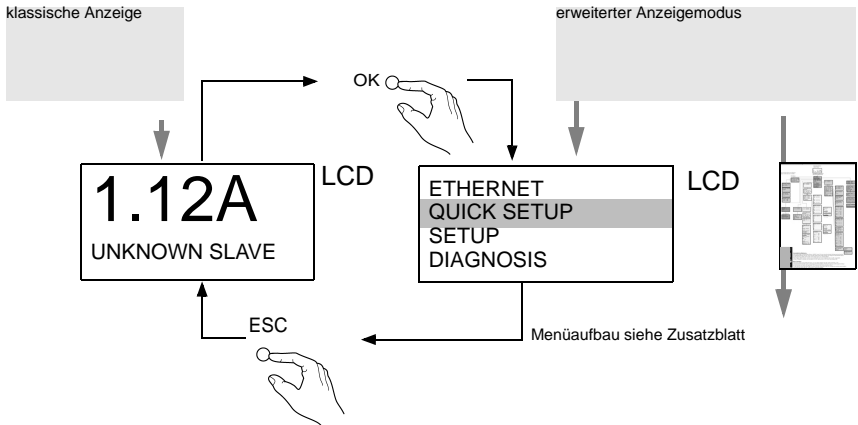 klassische Anzeige
erweiterter Anzeigemodus
OK
1.12A
UNKNOWN SLAVE
LCD
ETHERNET
QUICK SETUP
SETUP
DIAGNOSIS
LCD
ESC
Menüaufbau siehe Zusatzblatt